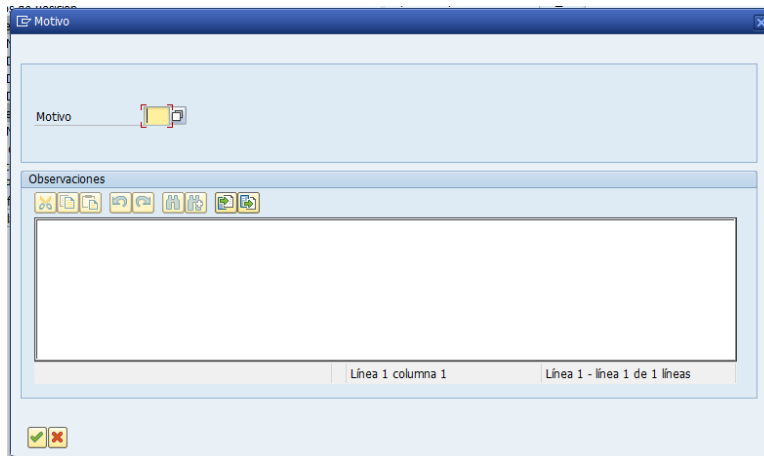 Motivo
Motivo
Observaciones
Línea 1 columna 1
Línea 1 - línea 1 de 1 líneas